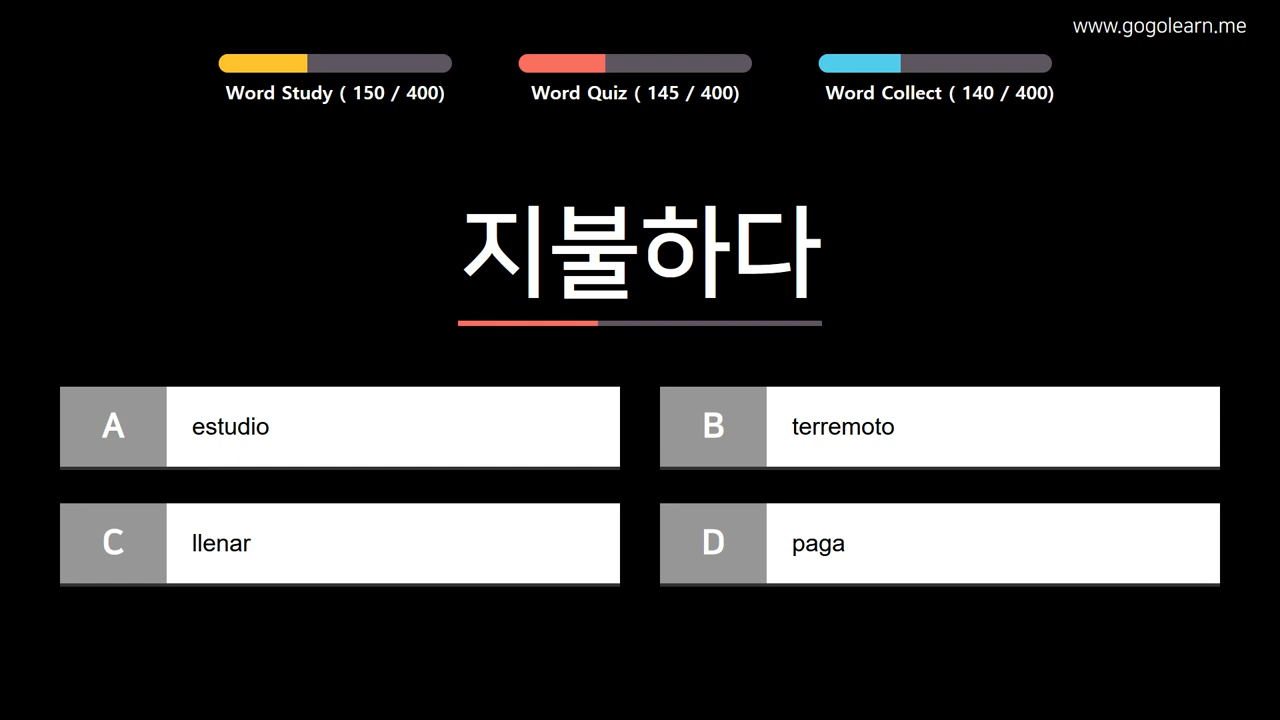 www.gogolearn.me
Word Study ( 150 / 400)
Word Quiz ( 145 / 400)
Word Collect ( 140 / 400)
지불하다
A estudio
B terremoto
C llenar
D paga